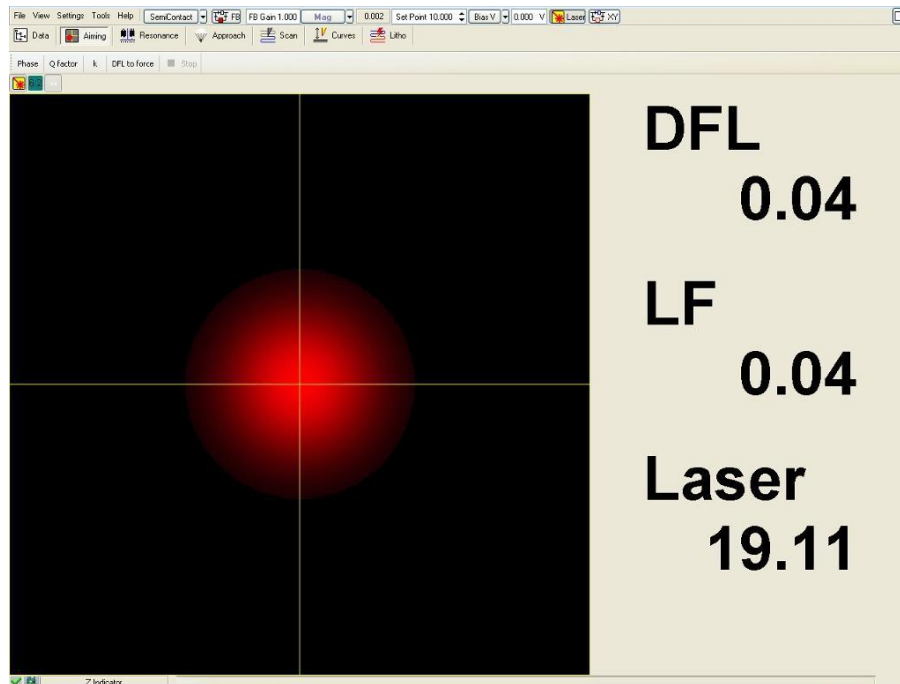 File View Settings Tools Help SemiContact FB FB Gain 1.000 Mag 0.002 Set Point 10.000 Bias V 0.000 V Laser XY
Data Aiming Resonance Approach Scan Curves Litho
Phase Q factor k DFL to force Stop
DFL
0.04
LF
0.04
Laser
19.11
Z Indicator